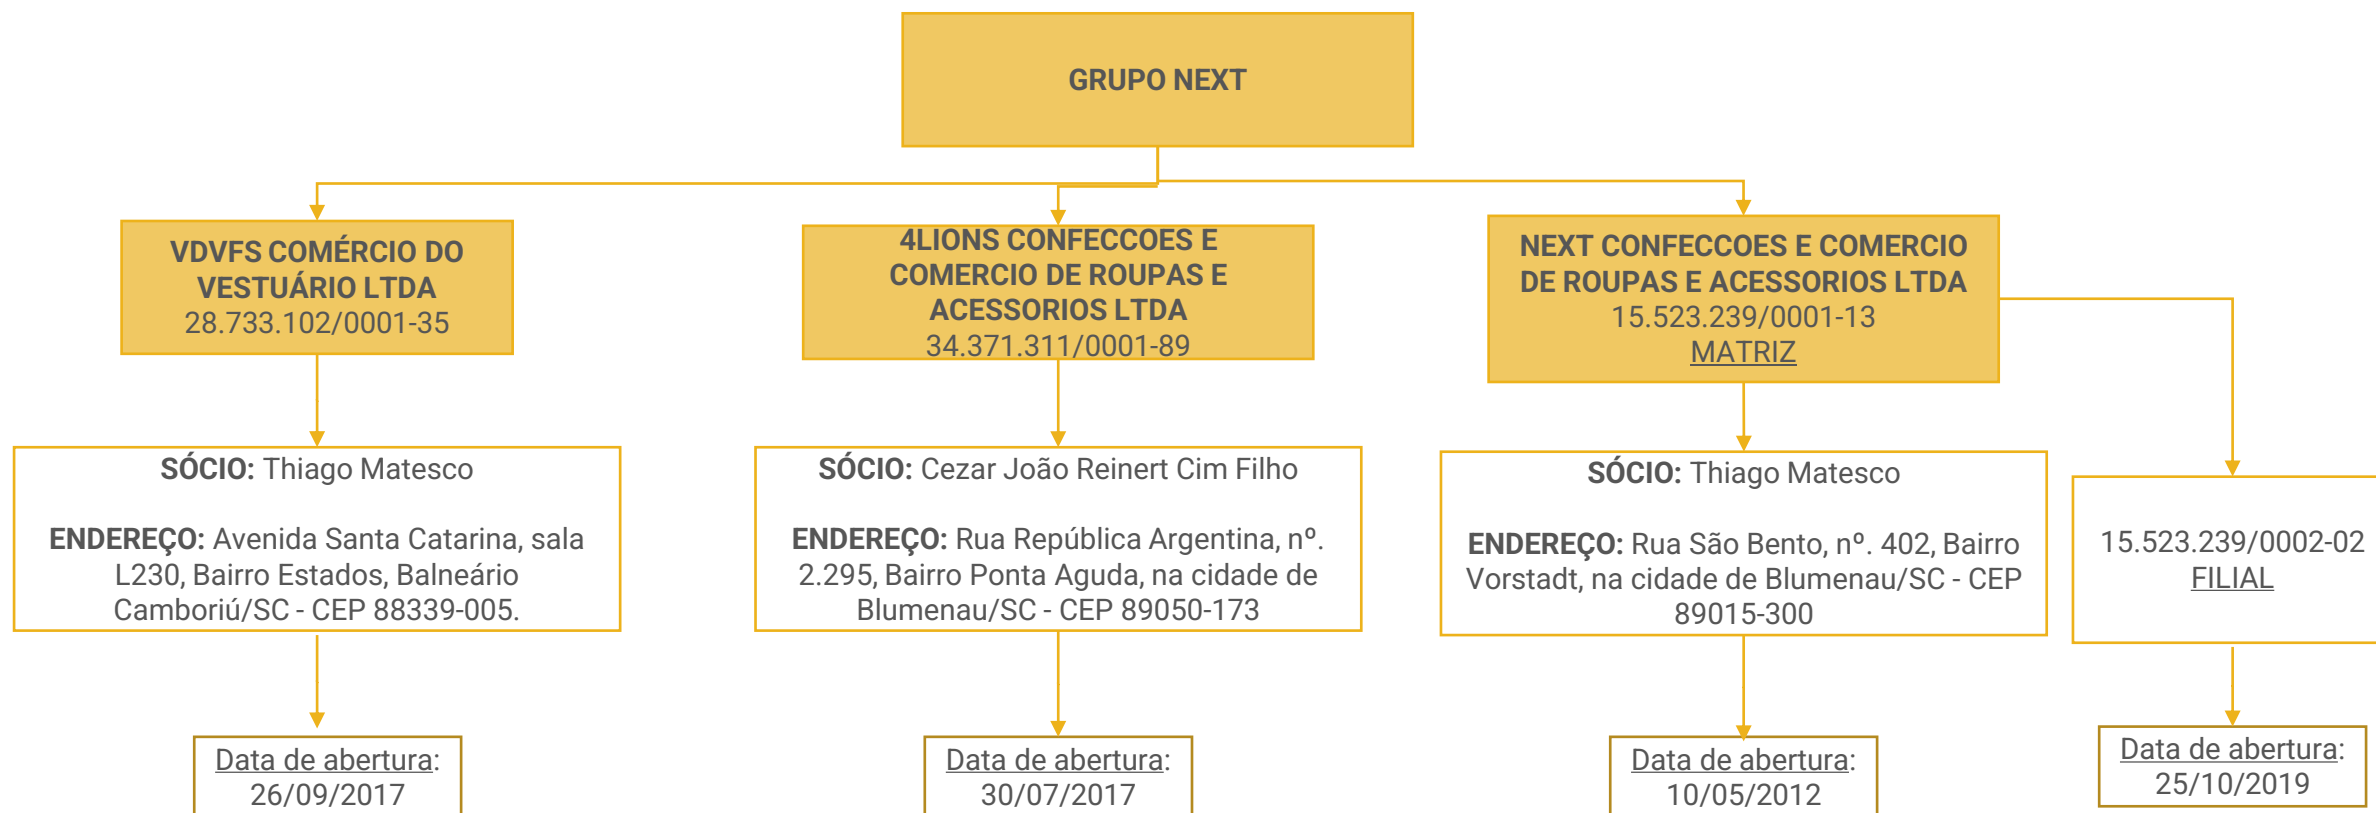 GRUPO NEXT
VDVFS COMÉRCIO DO
VESTUÁRIO LTDA
28.733.102/0001-35
4LIONS CONFECCOES E
COMERCIO DE ROUPAS E
ACESSORIOS LTDA
34.371.311/0001-89
NEXT CONFECCOES E COMERCIO
DE ROUPAS E ACESSORIOS LTDA
15.523.239/0001-13
MATRIZ
SÓCIO: Thiago Matesco
ENDEREÇO: Avenida Santa Catarina, sala
L230, Bairro Estados, Balneário
Camboriú/SC - CEP 88339-005.
SÓCIO: Cezar João Reinert Cim Filho
ENDEREÇO: Rua República Argentina, nº.
2.295, Bairro Ponta Aguda, na cidade de
Blumenau/SC - CEP 89050-173
SÓCIO: Thiago Matesco
ENDEREÇO: Rua São Bento, nº. 402, Bairro
Vorstadt, na cidade de Blumenau/SC - CEP
89015-300
15.523.239/0002-02
FILIAL
Data de abertura:
26/09/2017
Data de abertura:
30/07/2017
Data de abertura:
10/05/2012
Data de abertura:
25/10/2019